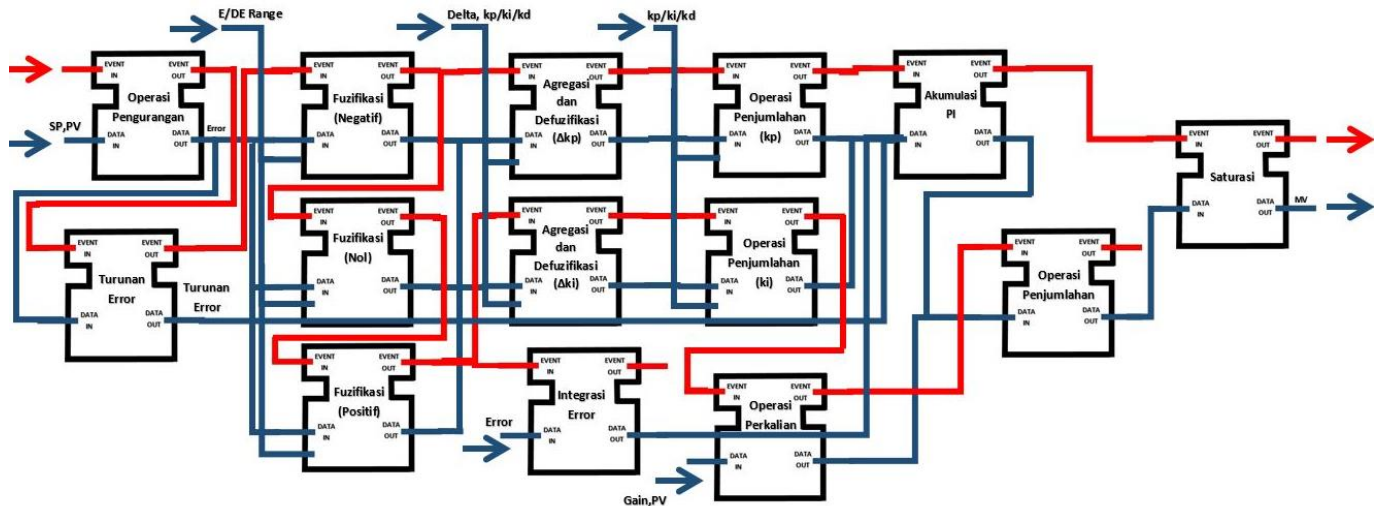 E/DE Range
Delta, kp/ki/kd
kp/ki/kd
EVENT IN
EVENT OUT
Operasi
Pengurangan
SP,PV
DATA IN
DATA OUT
Error
EVENT IN
EVENT OUT
Fuzifikasi
(Negatif)
DATA IN
DATA OUT
EVENT IN
EVENT OUT
Agregasi
dan
Defuzifikasi
(Δkp)
DATA IN
DATA OUT
EVENT IN
EVENT OUT
Operasi
Penjumlahan
(kp)
DATA IN
DATA OUT
EVENT IN
EVENT OUT
Akumulasi
PI
DATA IN
DATA OUT
EVENT IN
EVENT OUT
Saturasi
DATA IN
DATA OUT
MV
EVENT IN
EVENT OUT
Turunan
Error
DATA IN
DATA OUT
Turunan
Error
EVENT IN
EVENT OUT
Fuzifikasi
(Nol)
DATA IN
DATA OUT
EVENT IN
EVENT OUT
Agregasi
dan
Defuzifikasi
(Δki)
DATA IN
DATA OUT
EVENT IN
EVENT OUT
Operasi
Penjumlahan
(ki)
DATA IN
DATA OUT
EVENT IN
EVENT OUT
Operasi
Penjumlahan
DATA IN
DATA OUT
EVENT IN
EVENT OUT
Fuzifikasi
(Positif)
DATA IN
DATA OUT
EVENT IN
EVENT OUT
Integrasi
Error
Error
DATA IN
DATA OUT
EVENT IN
EVENT OUT
Operasi
Perkalian
DATA IN
DATA OUT
Gain,PV